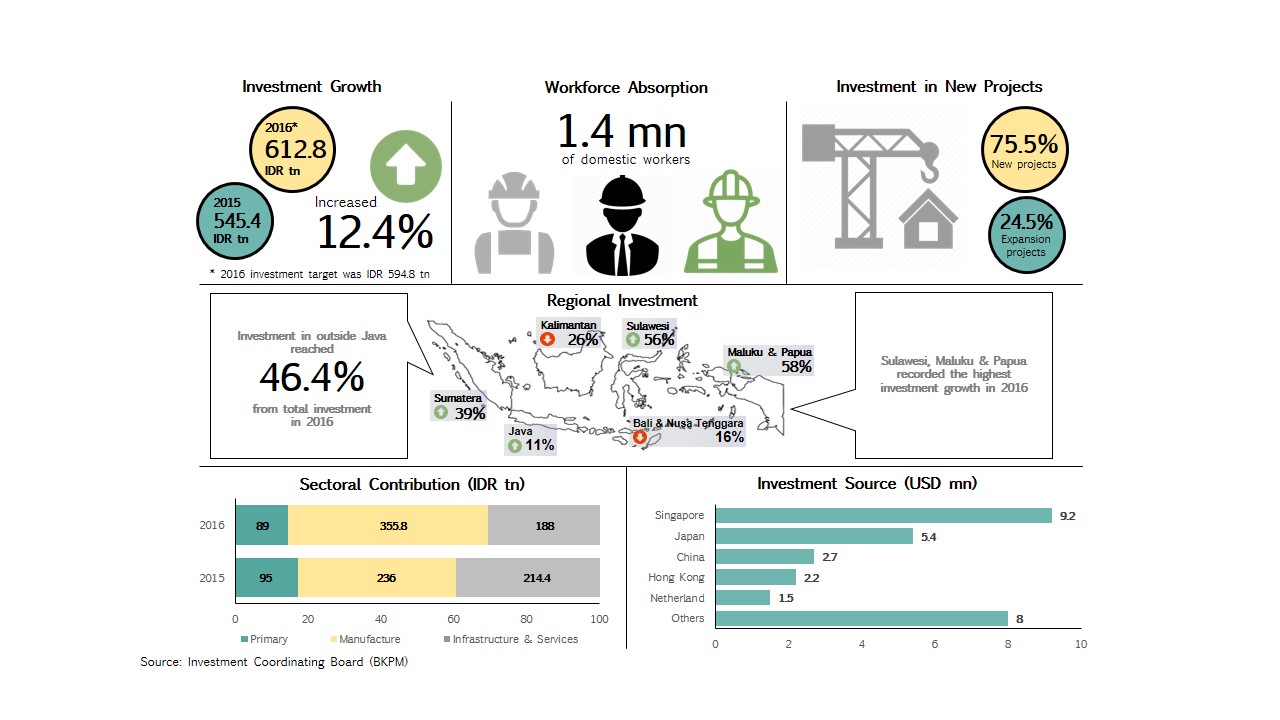 Investment Growth
2016*
612.8
IDR tn
2015
545.4
IDR tn
Increased
12.4%
* 2016 investment target was IDR 594.8 tn
Workforce Absorption
1.4 mn
of domestic workers
Investment in New Projects
75.5%
New projects
24.5%
Expansion
projects
Regional Investment
Investment in outside Java
reached
46.4%
from total investment
in 2016
Kalimantan
26%
Sulawesi
56%
Maluku & Papua
58%
Sumatera
39%
Java
11%
Bali & Nusa Tenggara
16%
Sulawesi, Maluku & Papua
recorded the highest
investment growth in 2016
Sectoral Contribution (IDR tn)
2016 89 355.8 188
2015 95 236 214.4
0 20 40 60 80 100
Primary Manufacture Infrastructure & Services
Investment Source (USD mn)
Singapore 9.2
Japan 5.4
China 2.7
Hong Kong 2.2
Netherland 1.5
Others 8
0 2 4 6 8 10
Source: Investment Coordinating Board (BKPM)